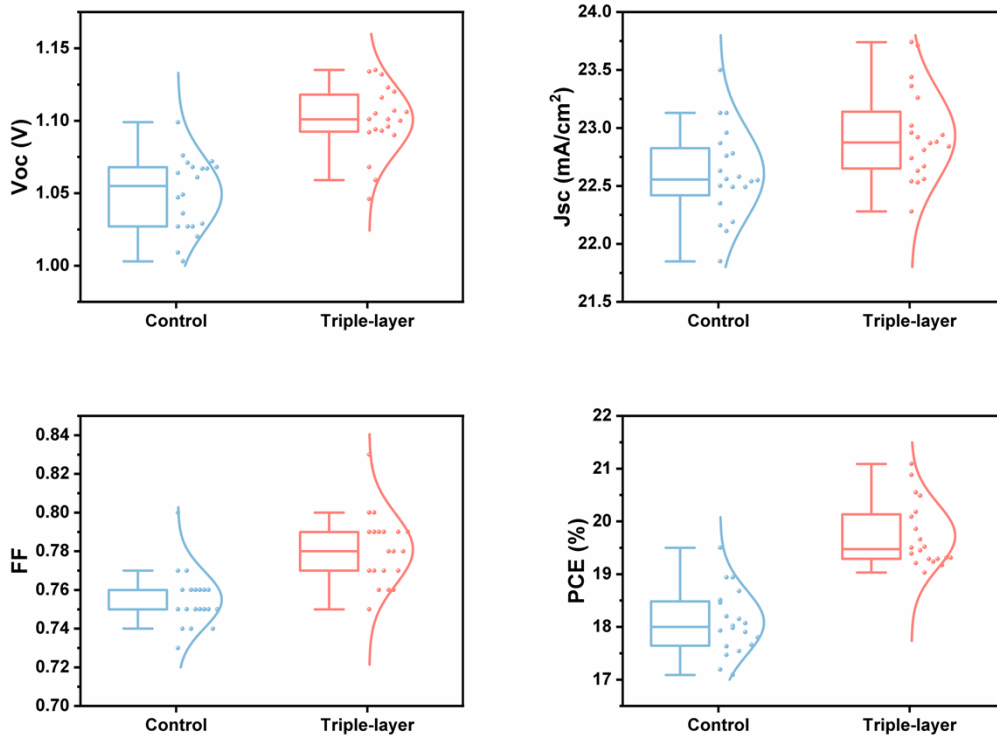 Voc (V)
1.15
1.10
1.05
1.00
Control
Triple-layer
Jsc (mA/cm²)
24.0
23.5
23.0
22.5
22.0
21.5
Control
Triple-layer
FF
0.84
0.82
0.80
0.78
0.76
0.74
0.72
0.70
Control
Triple-layer
PCE (%)
22
21
20
19
18
17
Control
Triple-layer